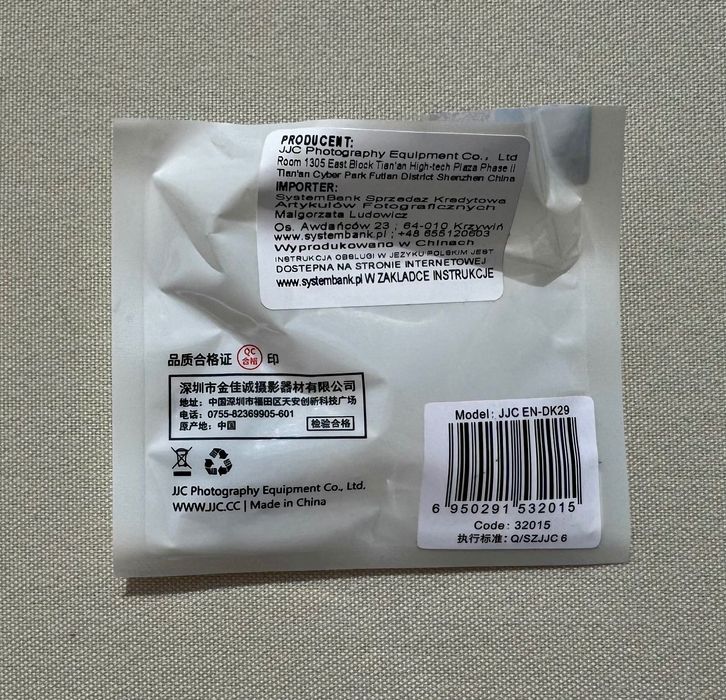 PRODUCENT:
JJC Photography Equipment Co., Ltd
Room 1305 East Block Tian'an High-tech Plaza Phase II
Tian'an Cyber Park Futian District Shenzhen China
IMPORTER:
SystemBank Sprzedaz Kredytowa
Artykułów Fotograficznych
Malgorzata Ludowicz
Os. Awdańców 23 ; 64-010 Krzywiń
www.systembank.pl ; +48 655120603
Wyprodukowano w Chinach
INSTRUKCJA OBSLUGI W JEZYKU POLSKIM JEST
DOSTEPNA NA STRONIE INTERNETOWEJ
www.systembank.pl W ZAKLADCE INSTRUKCJE
品质合格证 QC 合格 印
深圳市金佳诚摄影器材有限公司
地址：中国深圳市福田区天安创新科技广场
电话：0755-82369905-601
原产地：中国 检验合格
JJC Photography Equipment Co., Ltd.
WWW.JJC.CC | Made in China
Model: JJC EN-DK29
6 950291 532015
Code: 32015
执行标准: Q/SZJJC 6